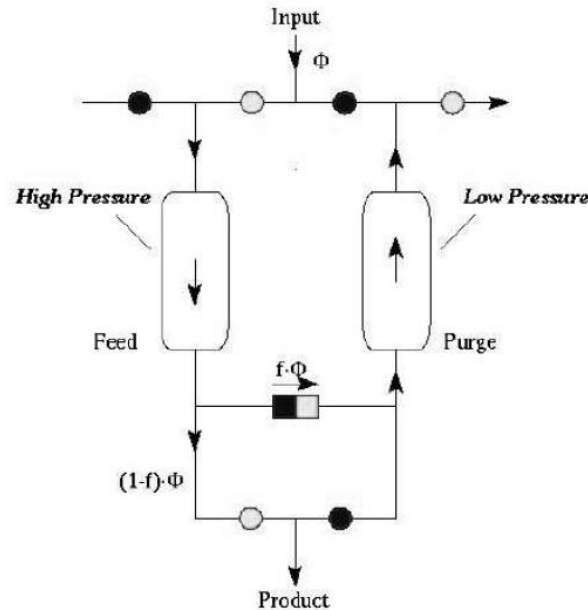 Input
Φ
High Pressure
Low Pressure
Feed
Purge
f·Φ
(1-f)·Φ
Product